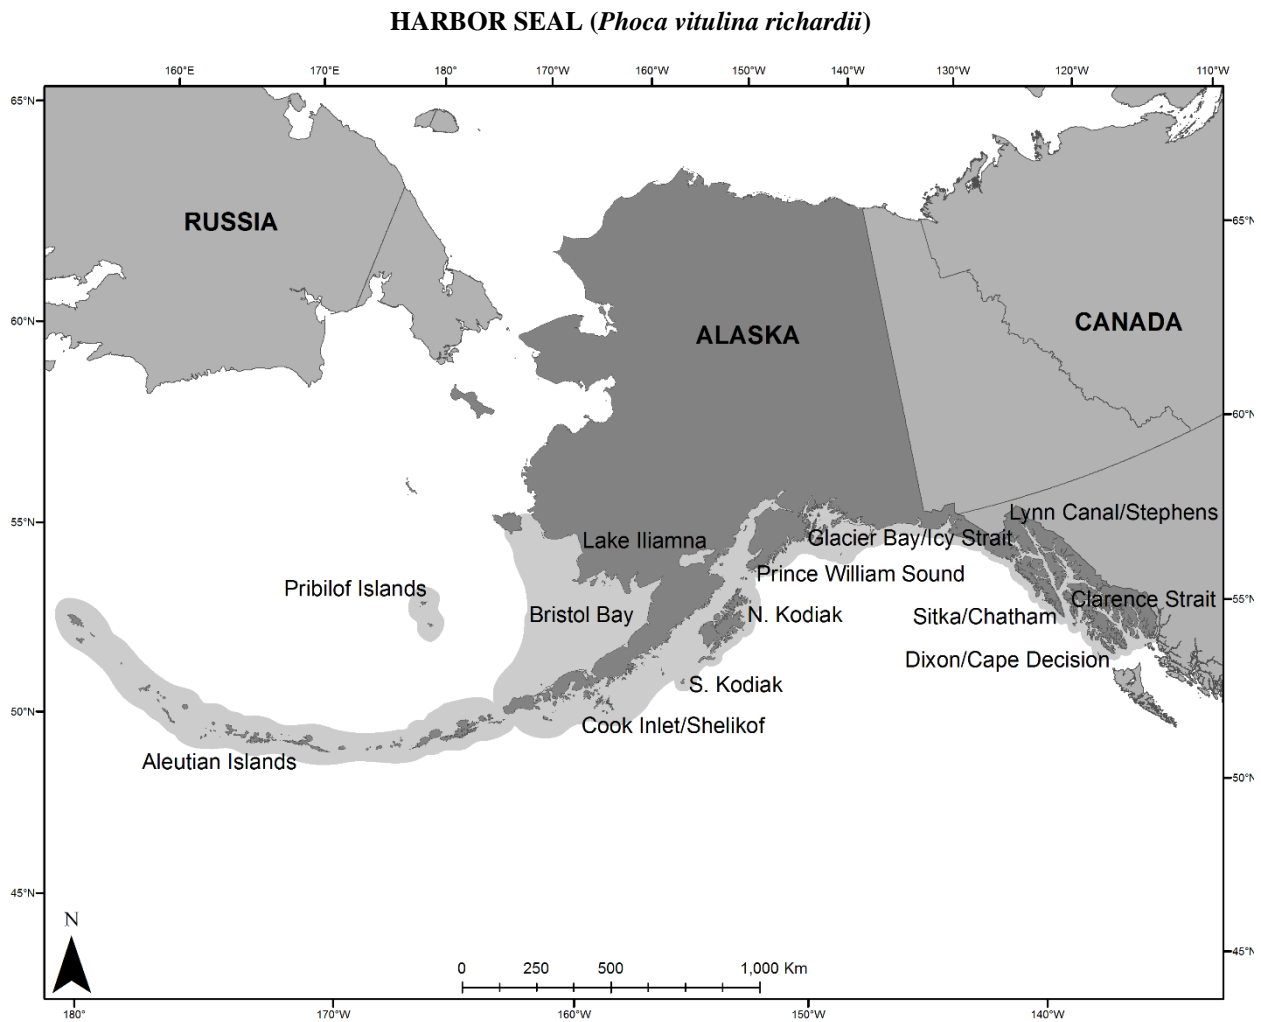 HARBOR SEAL (Phoca vitulina richardii)
160°E 170°E 180° 170°W 160°W 150°W 140°W 130°W 120°W 110°W
65°N
RUSSIA
65°N
60°N
ALASKA
CANADA
60°N
55°N
Lynn Canal/Stephens
Lake Iliamna
Glacier Bay/Icy Strait
Prince William Sound
Pribilof Islands
Clarence Strait
55°N
Bristol Bay
N. Kodiak
Sitka/Chatham
Dixon/Cape Decision
S. Kodiak
50°N
Cook Inlet/Shelikof
Aleutian Islands
50°N
45°N
N
45°N
0 250 500 1,000 Km
180° 170°W 160°W 150°W 140°W